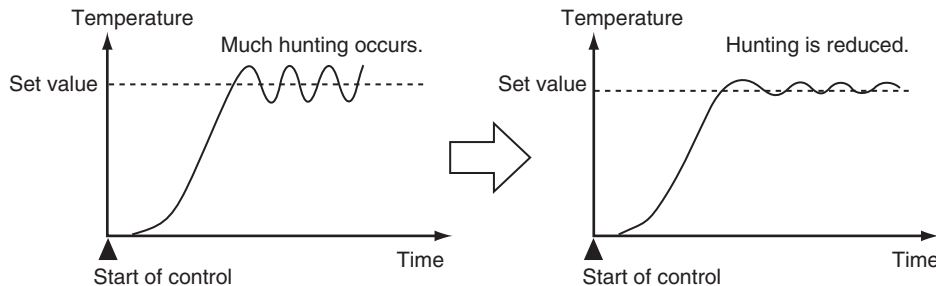 Temperature
Much hunting occurs.
Set value
Time
Start of control
Temperature
Hunting is reduced.
Set value
Time
Start of control